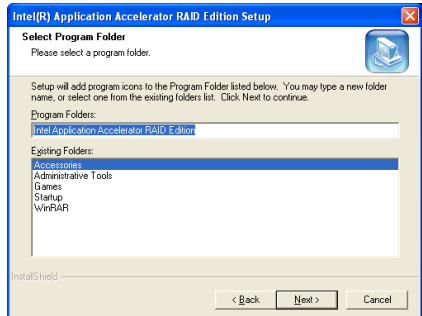 Intel(R) Application Accelerator RAID Edition Setup
Select Program Folder
Please select a program folder.
Setup will add program icons to the Program Folder listed below. You may type a new folder
name, or select one from the existing folders list. Click Next to continue.
Program Folders:
Intel Application Accelerator RAID Edition
Existing Folders:
Accessories
Administrative Tools
Games
Startup
WinRAR
InstallShield
< Back
Next >
Cancel